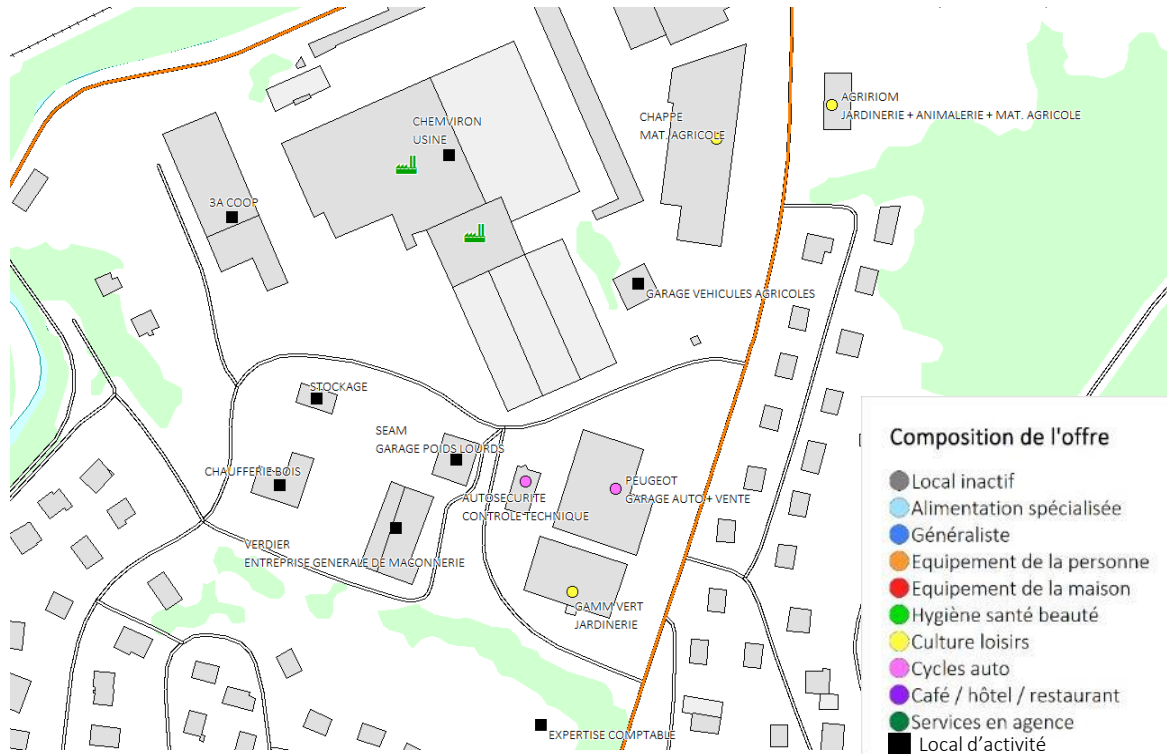 AGRIRIOM
JARDINERIE + ANIMALERIE + MAT. AGRICOLE
CHAPPE
MAT. AGRICOLE
CHEMVIRON
USINE
3A COOP
GARAGE VEHICULES AGRICOLES
STOCKAGE
SEAM
GARAGE POIDS LOURDS
CHAUFFERIE BOIS
PEUGEOT
GARAGE AUTO + VENTE
AUTOSECURITE
CONTROLE TECHNIQUE
VERDIER
ENTREPRISE GENERALE DE MACONNERIE
GAMM VERT
JARDINERIE
EXPERTISE COMPTABLE
Composition de l'offre
Local inactif
Alimentation spécialisée
Généraliste
Equipement de la personne
Equipement de la maison
Hygiène santé beauté
Culture loisirs
Cycles auto
Café / hôtel / restaurant
Services en agence
Local d'activité